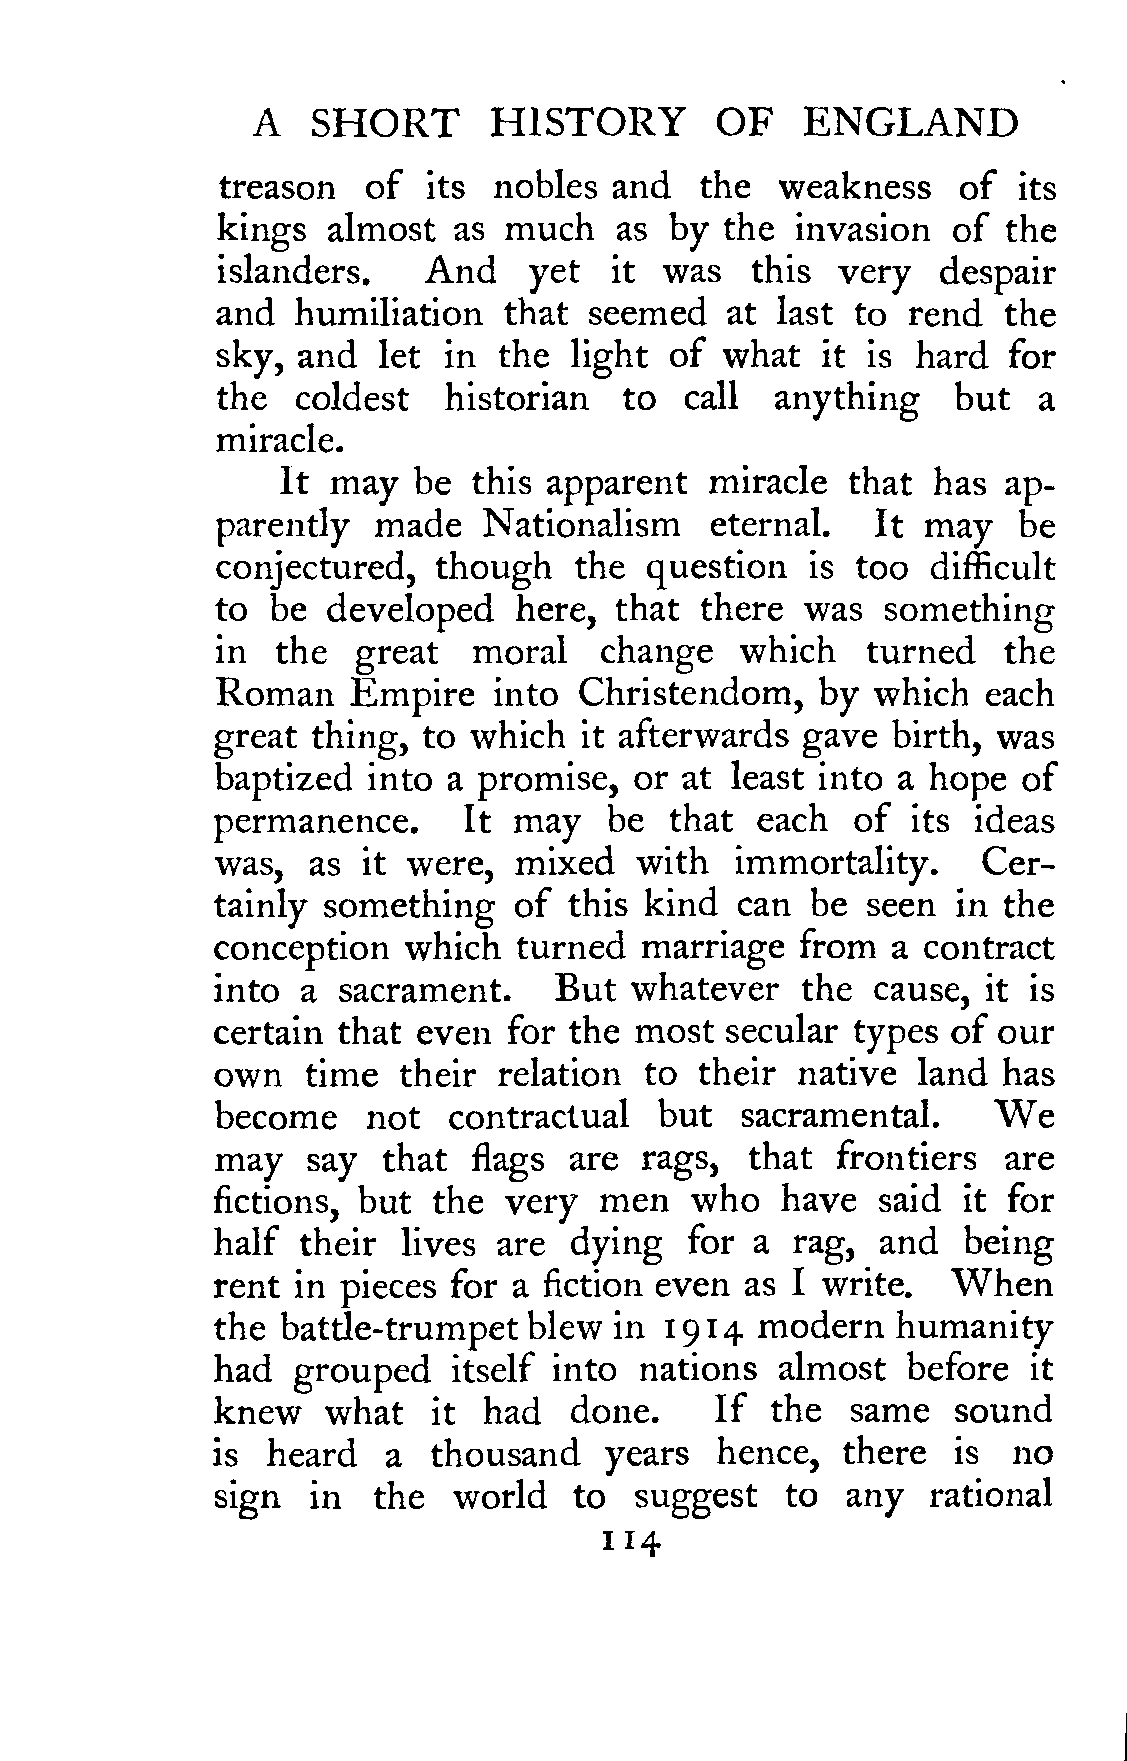 A SHORT HISTORY OF ENGLAND
treason of its nobles and the weakness of its
kings almost as much as by the invasion of the
islanders. And yet it was this very despair
and humiliation that seemed at last to rend the
sky, and let in the light of what it is hard for
the coldest historian to call anything but a
miracle.
It may be this apparent miracle that has ap-
parently made Nationalism eternal. It may be
conjectured, though the question is too difficult
to be developed here, that there was something
in the great moral change which turned the
Roman Empire into Christendom, by which each
great thing, to which it afterwards gave birth, was
baptized into a promise, or at least into a hope of
permanence. It may be that each of its ideas
was, as it were, mixed with immortality. Cer-
tainly something of this kind can be seen in the
conception which turned marriage from a contract
into a sacrament. But whatever the cause, it is
certain that even for the most secular types of our
own time their relation to their native land has
become not contractual but sacramental. We
may say that flags are rags, that frontiers are
fictions, but the very men who have said it for
half their lives are dying for a rag, and being
rent in pieces for a fiction even as I write. When
the battle-trumpet blew in 1914 modern humanity
had grouped itself into nations almost before it
knew what it had done. If the same sound
is heard a thousand years hence, there is no
sign in the world to suggest to any rational
114